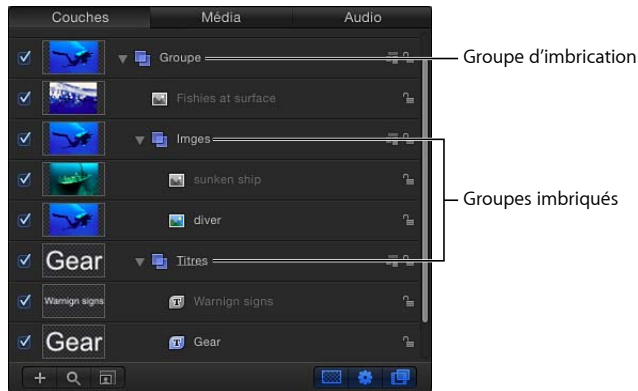 Couches Média Audio
Groupe
Groupe d’imbrication
Fishies at surface
Imges
sunken ship
Groupes imbriqués
diver
Gear
Titres
Warnign signs
Warnign signs
Gear
Gear